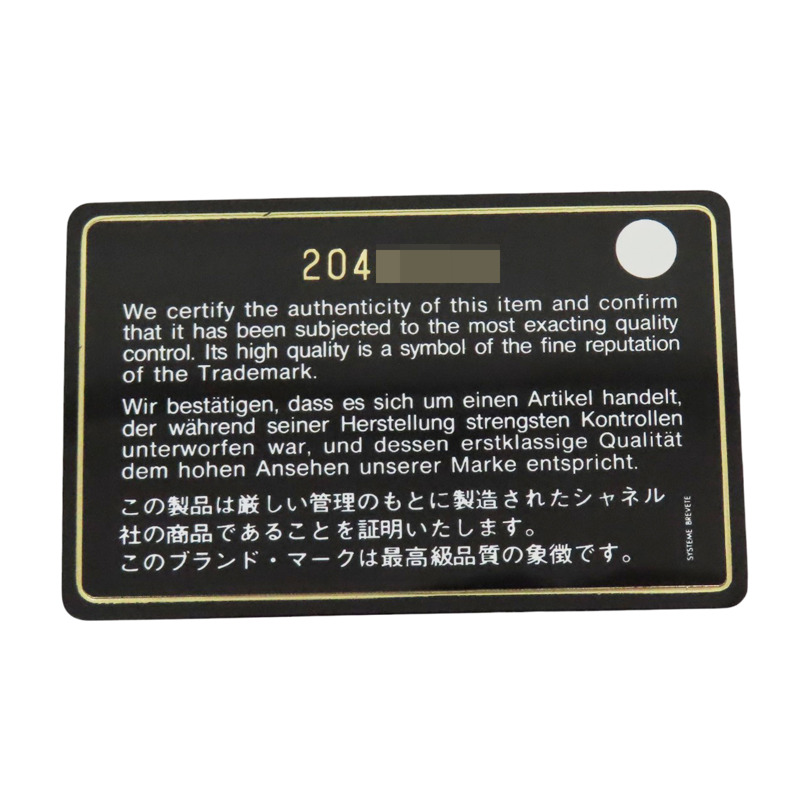 204
We certify the authenticity of this item and confirm
that it has been subjected to the most exacting quality
control. Its high quality is a symbol of the fine reputation
of the Trademark.
Wir bestätigen, dass es sich um einen Artikel handelt,
der während seiner Herstellung strengsten Kontrollen
unterworfen war, und dessen erstklassige Qualität
dem hohen Ansehen unserer Marke entspricht.
この製品は厳しい管理のもとに製造されたシャネル
社の商品であることを証明いたします。
このブランド・マークは最高級品質の象徴です。
SYSTEME BREVETE